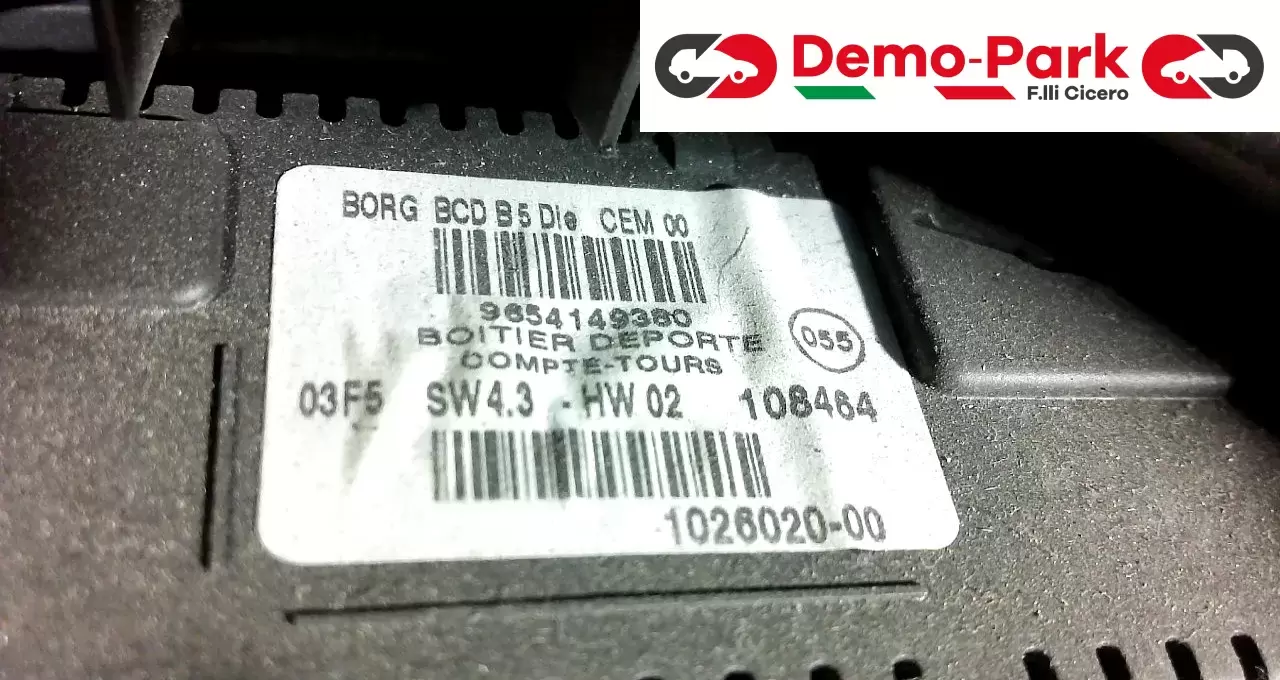 Demo-Park
F.lli Cicero
BORG BCD B5 Die CEM 00
9654149380
BOITIER DEPORTE
COMPTE-TOURS
055
03F5 SW4.3 - HW 02 108464
1026020-00